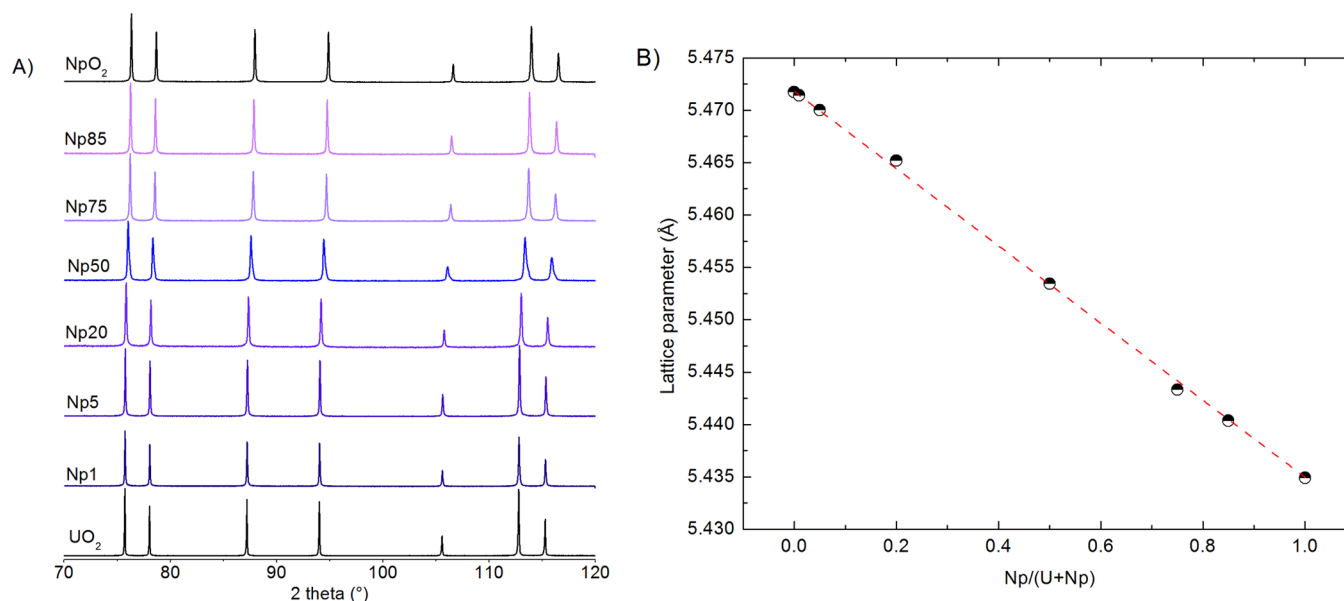 A)
NpO₂
Np85
Np75
Np50
Np20
Np5
Np1
UO₂
70 80 90 100 110 120
2 theta (°)
B)
5.475
5.470
5.465
5.460
5.455
5.450
5.445
5.440
5.435
5.430
Lattice parameter (Å)
0.0 0.2 0.4 0.6 0.8 1.0
Np/(U+Np)